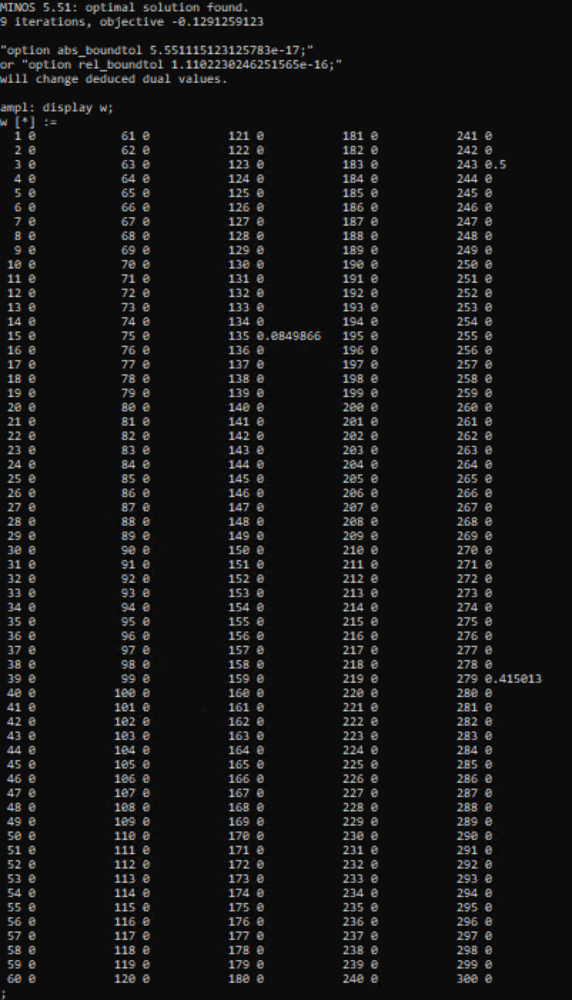 MINOS 5.51: optimal solution found.
9 iterations, objective -0.1291259123
"option abs_boundtol 5.551115123125783e-17;"
or "option rel_boundtol 1.1102230246251565e-16;"
will change deduced dual values.
ampl: display w;
w [*] :=
1 0 61 0 121 0 181 0 241 0
2 0 62 0 122 0 182 0 242 0
3 0 63 0 123 0 183 0 243 0.5
4 0 64 0 124 0 184 0 244 0
5 0 65 0 125 0 185 0 245 0
6 0 66 0 126 0 186 0 246 0
7 0 67 0 127 0 187 0 247 0
8 0 68 0 128 0 188 0 248 0
9 0 69 0 129 0 189 0 249 0
10 0 70 0 130 0 190 0 250 0
11 0 71 0 131 0 191 0 251 0
12 0 72 0 132 0 192 0 252 0
13 0 73 0 133 0 193 0 253 0
14 0 74 0 134 0 194 0 254 0
15 0 75 0 135 0.0849866 195 0 255 0
16 0 76 0 136 0 196 0 256 0
17 0 77 0 137 0 197 0 257 0
18 0 78 0 138 0 198 0 258 0
19 0 79 0 139 0 199 0 259 0
20 0 80 0 140 0 200 0 260 0
21 0 81 0 141 0 201 0 261 0
22 0 82 0 142 0 202 0 262 0
23 0 83 0 143 0 203 0 263 0
24 0 84 0 144 0 204 0 264 0
25 0 85 0 145 0 205 0 265 0
26 0 86 0 146 0 206 0 266 0
27 0 87 0 147 0 207 0 267 0
28 0 88 0 148 0 208 0 268 0
29 0 89 0 149 0 209 0 269 0
30 0 90 0 150 0 210 0 270 0
31 0 91 0 151 0 211 0 271 0
32 0 92 0 152 0 212 0 272 0
33 0 93 0 153 0 213 0 273 0
34 0 94 0 154 0 214 0 274 0
35 0 95 0 155 0 215 0 275 0
36 0 96 0 156 0 216 0 276 0
37 0 97 0 157 0 217 0 277 0
38 0 98 0 158 0 218 0 278 0
39 0 99 0 159 0 219 0 279 0.415013
40 0 100 0 160 0 220 0 280 0
41 0 101 0 161 0 221 0 281 0
42 0 102 0 162 0 222 0 282 0
43 0 103 0 163 0 223 0 283 0
44 0 104 0 164 0 224 0 284 0
45 0 105 0 165 0 225 0 285 0
46 0 106 0 166 0 226 0 286 0
47 0 107 0 167 0 227 0 287 0
48 0 108 0 168 0 228 0 288 0
49 0 109 0 169 0 229 0 289 0
50 0 110 0 170 0 230 0 290 0
51 0 111 0 171 0 231 0 291 0
52 0 112 0 172 0 232 0 292 0
53 0 113 0 173 0 233 0 293 0
54 0 114 0 174 0 234 0 294 0
55 0 115 0 175 0 235 0 295 0
56 0 116 0 176 0 236 0 296 0
57 0 117 0 177 0 237 0 297 0
58 0 118 0 178 0 238 0 298 0
59 0 119 0 179 0 239 0 299 0
60 0 120 0 180 0 240 0 300 0
;